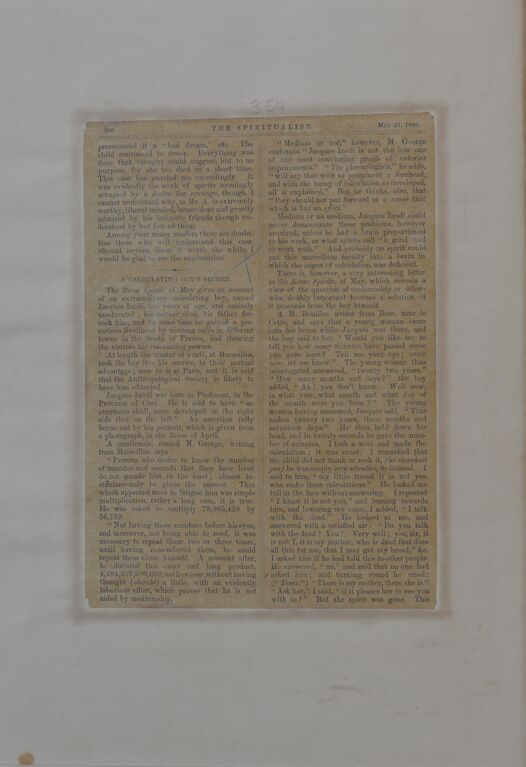 354
250 THE SPIRITUALIST. MAY 21, 1880.
pronounced it a "bad dream," etc. The
child continued to droop. Everything was
done that thought could suggest, but to no
purpose, for she too died in a short time.
This case has puzzled me exceedingly. It
was evidently the work of spirits seemingly
actuated by a desire for revenge, though I
cannot understand why, as Mr. A. is extremely
worthy, liberal minded, benevolent and greatly
admired by his intimate friends though un-
derstood by but few of them.
Among your many readers there are doubt-
less those who will understand this case.
Should anyone deem it worth the while, I
would be glad to see the explanation.
A CALCULATING BOY'S SECRET.
The Revue Spirite of May gives an account
of an extraordinary calculating boy, named
Jacques Inodi, ten years of age, and entirely
uneducated; his mother died, his father for-
sook him, and for some time he gained a pre-
carious livelihood by visiting cafés in different
towns in the South of France, and showing
the visitors his calculating powers.
At length the master of a café, at Marseilles,
took the boy into his service, to their mutual
advantage; now he is at Paris, and it is said
that the Anthropological Society is likely to
have him educated.
Jacques Inodi was born in Piedmont, in the
Province of Coni. He is said to have "an
enormous skull, more developed on the right
side than on the left." An assertion fully
borne out by his portrait, which is given from
a photograph, in the Revue of April.
A gentleman, named M. George, writing
from Marseilles, says:
"Persons who desire to know the number
of minutes and seconds that they have lived
do not puzzle him in the least; almost in-
stantaneously he gives the answer. That
which appeared most to fatigue him was simple
multiplication, rather a long sum, it is true.
He was asked to multiply 78,965,428 by
56,789.
"Not having these numbers before his eyes,
and moreover, not being able to read, it was
necessary to repeat them two or three times,
until having remembered them, he could
repeat them alone himself. A moment after,
he dictated this exact and long product,
not however, without having
thought (cherché) a little, with an evidently
laborious effort, which proves that he is not
aided by mediumship.
"Medium or not," however, M. George
continues "Jacques Inodi is not the less one
of the most convincing proofs of anterior
acquirements." "The phrenologists," he adds,
"will say that with so prominent a forehead,
and with the bump of calculation so developed,
all is explained." But he thinks, also, that
"they should not put forward as a cause that
which is but an effect."
Medium or no medium, Jacques Inodi could
never demonstrate these problems, however
acquired, unless he had a brain proportioned
to his work, or what spirits call "a good tool
to work with." And probably no spirit could
put this marvellous faculty into a brain in
which the organ of calculation was deficient.
There is, however, a very interesting letter
in the Revue Spirite, of May, which reveals a
view of the question of mediumship or other-
wise, doubly important because a solution of
it proceeds from the boy himself.
A M. Bonillac writes from Bose, near to
Cette, and says that a young woman came
into his house while Jacques was there, and
the boy said to her, "Would you like me to
tell you how many minutes have passed since
you were born? Tell me your age; come
now, let me know." The young woman thus
interrogated, answered, "twenty two years."
"How many months and days?" the boy
added, "Ah! you don't know. Well now,
in what year, what month and what day of
the month were you born?" The young
woman having answered, Jacques said, "That
makes twenty two years, three months and
seventeen days." He then held down his
head, and in twenty seconds he gave the num-
ber of minutes. I took a note and made the
calculation; it was exact. I remarked that
the child did not think or seek it, (ne cherchait
pas) he was simply very attentive, he listened. I
said to him, "my little friend it is not you
who make these calculations." He looked me
full in the face without answering. I repeated
"I know it is not you," and leaning towards
him, and lowering my voice, I added, "I talk
with the dead." He looked at me, and
answered with a satisfied air: "Do you talk
with the dead? You! Very well; yes, sir, it
is not I, it is my mother, who is dead that does
all this for me, that I may get my bread," &c.
I asked him if he had told this to other people.
He answered, "no," and said that no one had
asked him; and turning round he cried:
"There is my mother, there she is."
"Ask her," I said, "if it pleases her to see you
with us?" But the spirit was gone. This